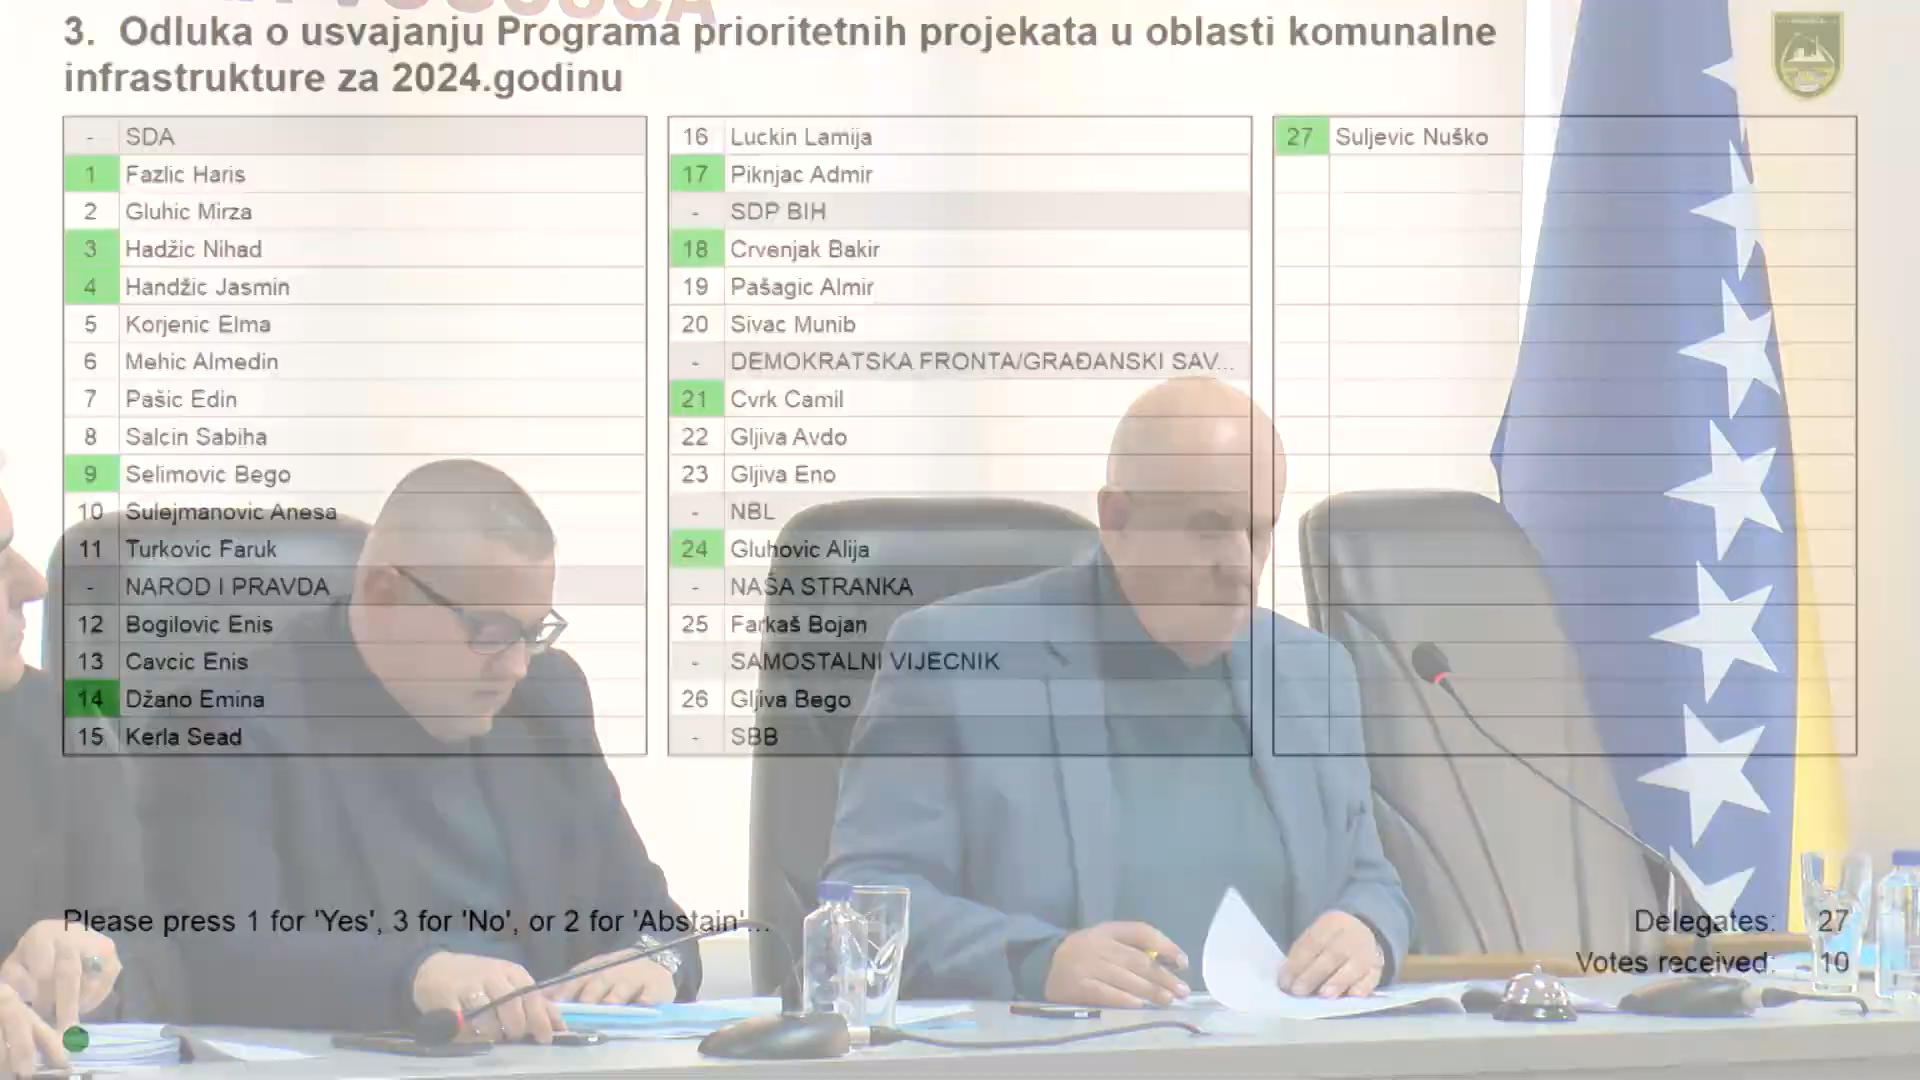 VOGOŠĆA
3. Odluka o usvajanju Programa prioritetnih projekata u oblasti komunalne
infrastrukture za 2024.godinu
- SDA
1 Fazlic Haris
2 Gluhic Mirza
3 Hadžic Nihad
4 Handžic Jasmin
5 Korjenic Elma
6 Mehic Almedin
7 Pašic Edin
8 Salcin Sabiha
9 Selimovic Bego
10 Sulejmanovic Anesa
11 Turkovic Faruk
- NAROD I PRAVDA
12 Bogilovic Enis
13 Cavcic Enis
14 Džano Emina
15 Kerla Sead
16 Luckin Lamija
17 Piknjac Admir
- SDP BIH
18 Crvenjak Bakir
19 Pašagic Almir
20 Sivac Munib
- DEMOKRATSKA FRONTA/GRAĐANSKI SAV...
21 Cvrk Camil
22 Gljiva Avdo
23 Gljiva Eno
- NBL
24 Gluhovic Alija
- NAŠA STRANKA
25 Farkaš Bojan
- SAMOSTALNI VIJECNIK
26 Gljiva Bego
- SBB
27 Suljevic Nuško
Please press 1 for 'Yes', 3 for 'No', or 2 for 'Abstain'...
Delegates: 27
Votes received: 10